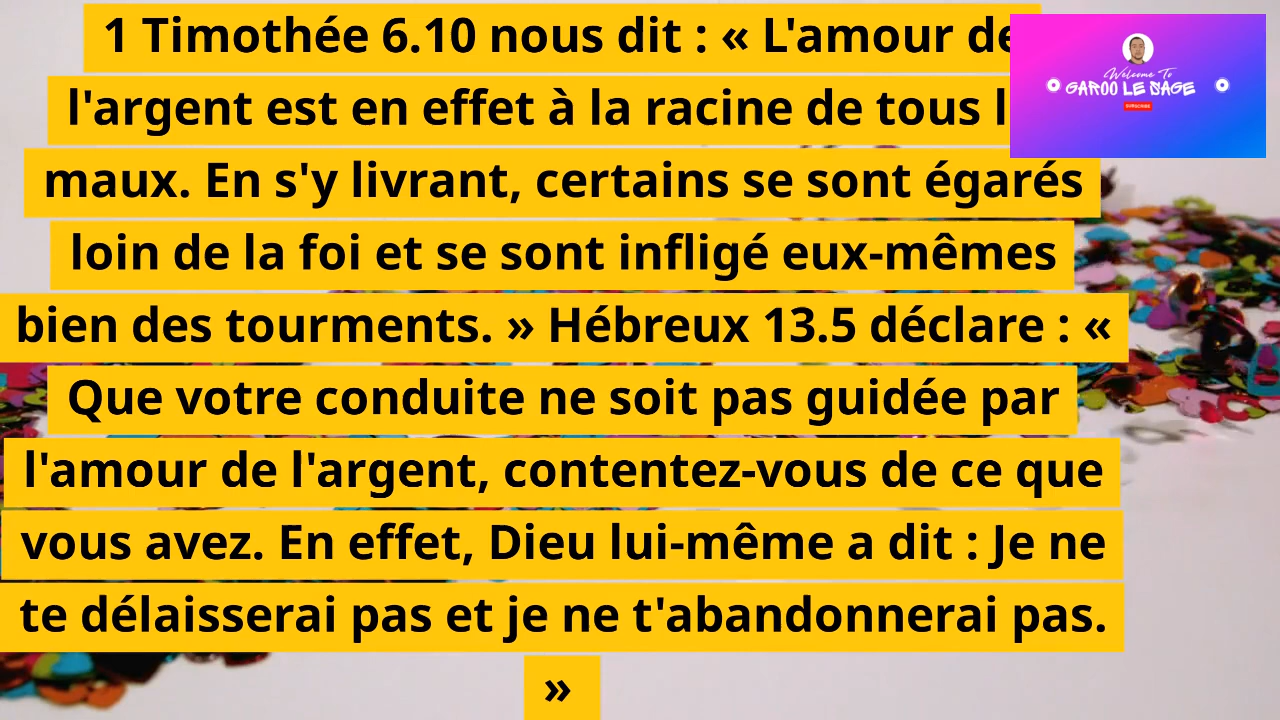 1 Timothée 6.10 nous dit : « L'amour de
l'argent est en effet à la racine de tous
maux. En s'y livrant, certains se sont égarés
loin de la foi et se sont infligé eux-mêmes
bien des tourments. » Hébreux 13.5 déclare : «
Que votre conduite ne soit pas guidée par
l'amour de l'argent, contentez-vous de ce que
vous avez. En effet, Dieu lui-même a dit : Je ne
te délaisserai pas et je ne t'abandonnerai pas.
»
Welcome To
GAROO LE SAGE
SUBSCRIBE